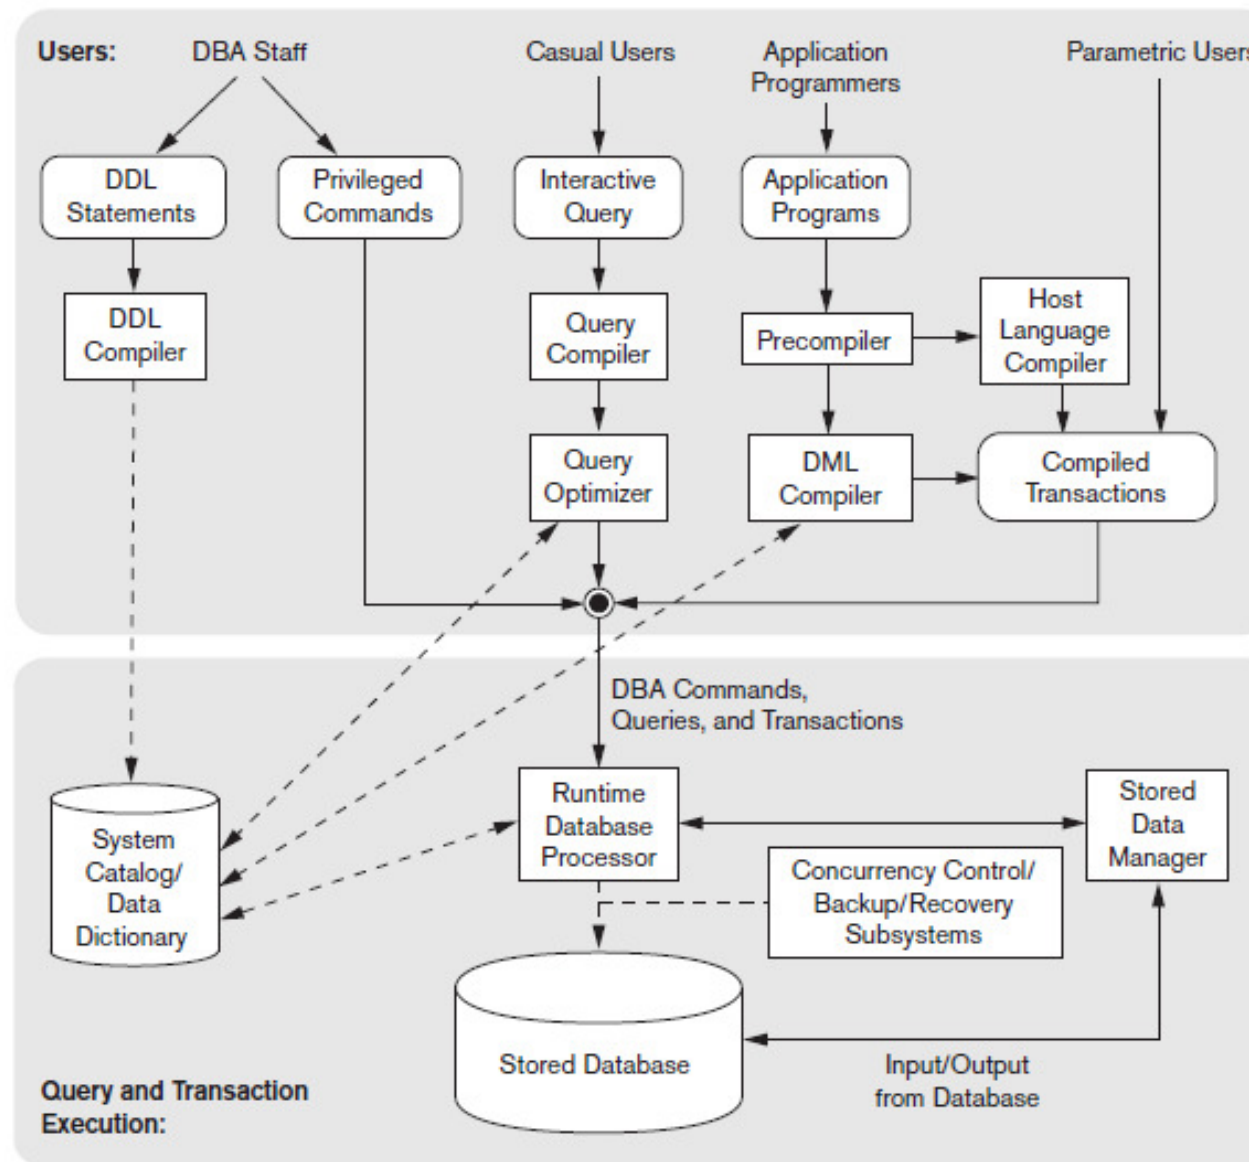 Users:
DBA Staff
Casual Users
Application
Programmers
Parametric Users
DDL
Statements
Privileged
Commands
Interactive
Query
Application
Programs
DDL
Compiler
Query
Compiler
Precompiler
Host
Language
Compiler
Query
Optimizer
DML
Compiler
Compiled
Transactions
DBA Commands,
Queries, and Transactions
System
Catalog/
Data
Dictionary
Runtime
Database
Processor
Stored
Data
Manager
Concurrency Control/
Backup/Recovery
Subsystems
Stored Database
Input/Output
from Database
Query and Transaction
Execution: